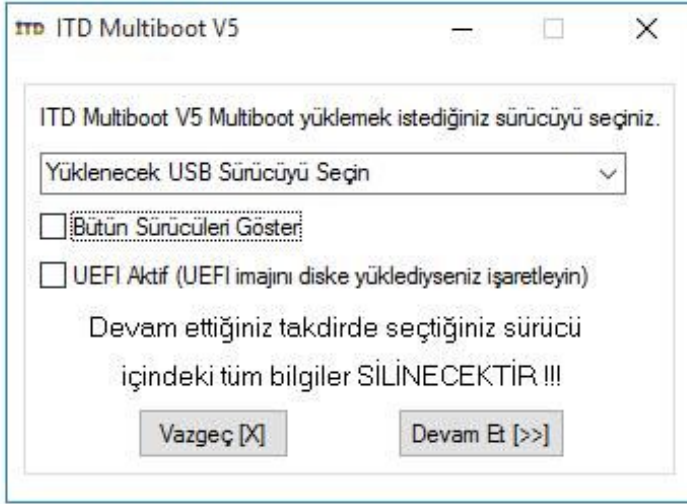 ITD ITD Multiboot V5
ITD Multiboot V5 Multiboot yüklemek istediğiniz sürücüyü seçiniz.
Yüklenecek USB Sürücüyü Seçin
Bütün Sürücüleri Göster
UEFI Aktif (UEFI imajını diske yüklediyseniz işaretleyin)
Devam ettiğiniz takdirde seçtiğiniz sürücü
içindeki tüm bilgiler SİLİNECEKTİR !!!
Vazgeç [X] Devam Et [>>]